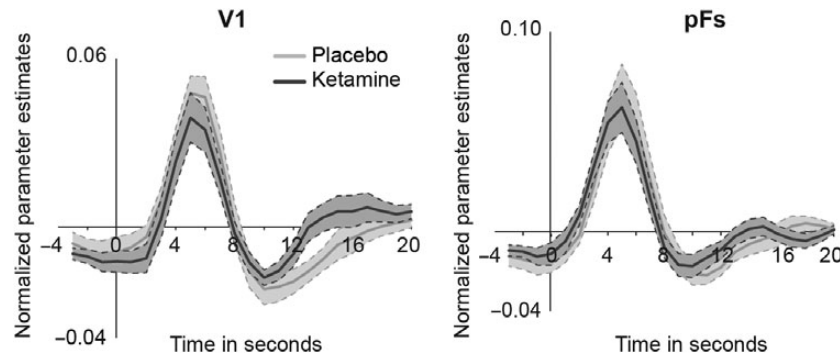 V1
Normalized parameter estimates
0.06
Placebo
Ketamine
−4
0
4
8
12
16
20
−0.04
Time in seconds
pFs
Normalized parameter estimates
0.10
−4
0
4
8
12
16
20
−0.04
Time in seconds